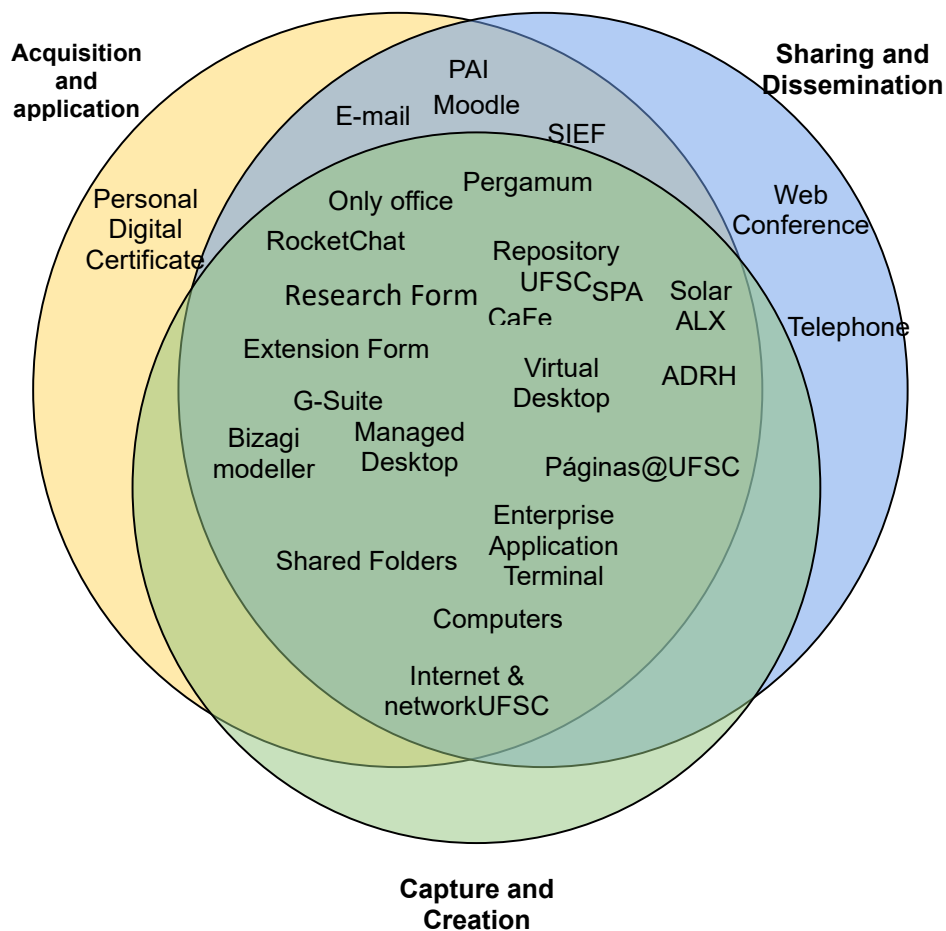 Acquisition
and
application
Sharing and
Dissemination
PAI
Moodle
E-mail
SIEF
Personal
Digital
Certificate
Web
Conference
Pergamum
Only office
RocketChat
Repository
UFSC
SPA
Solar
ALX
Research Form
CaFe
Telephone
Extension Form
Virtual
Desktop
ADRH
G-Suite
Bizagi
modeller
Managed
Desktop
Páginas@UFSC
Enterprise
Application
Terminal
Shared Folders
Computers
Internet &
networkUFSC
Capture and
Creation